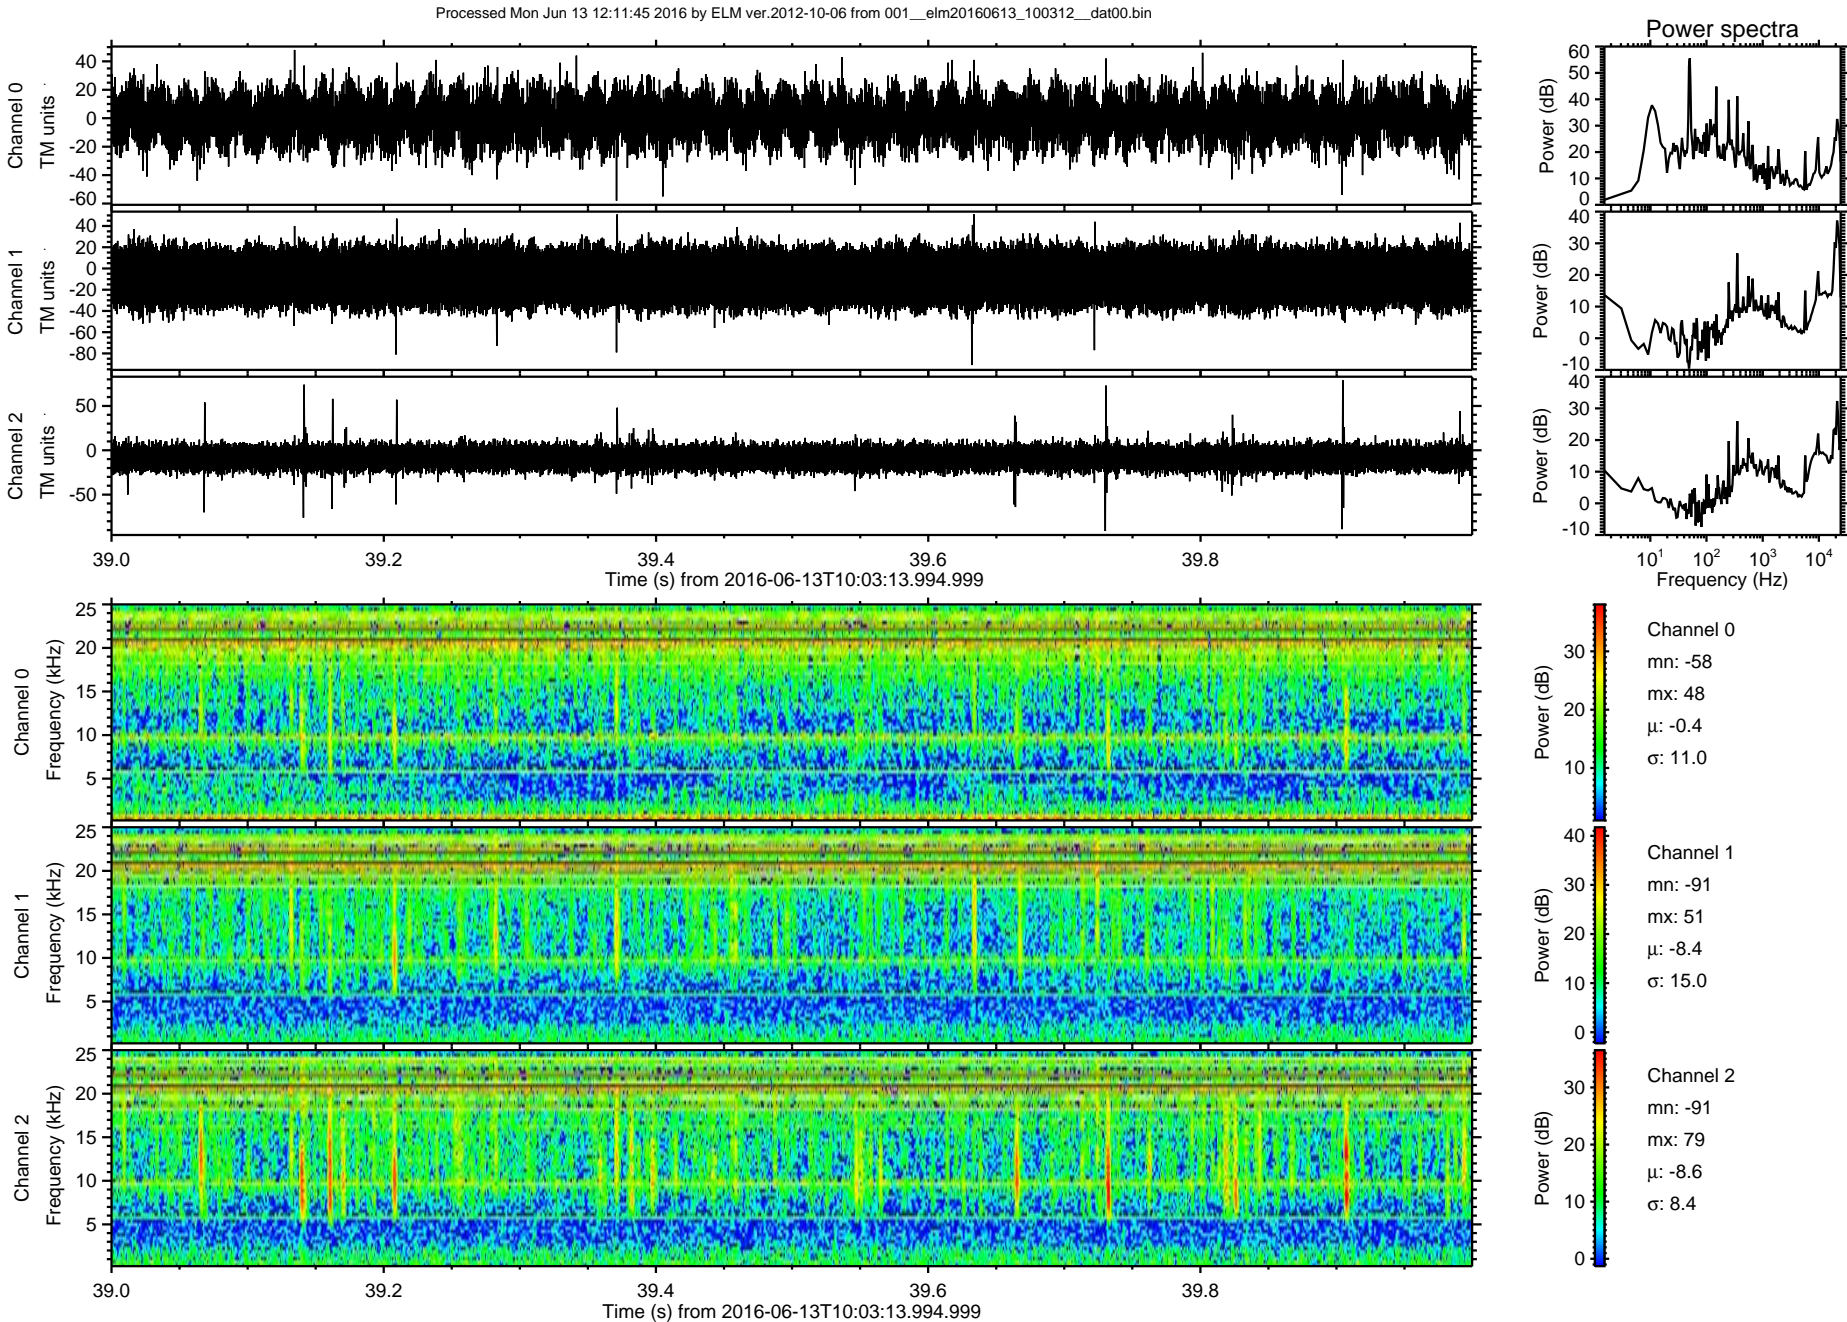 Processed Mon Jun 13 12:11:45 2016 by ELM ver.2012-10-06 from 001__elm20160613_100312__dat00.bin
Power spectra
Channel 0
TM units
40
20
0
-20
-40
-60
Power (dB)
60
50
40
30
20
10
0
Channel 1
TM units
40
20
0
-20
-40
-60
-80
Power (dB)
40
30
20
10
0
-10
Channel 2
TM units
50
0
-50
Power (dB)
40
30
20
10
0
-10
39.0 39.2 39.4 39.6 39.8
Time (s) from 2016-06-13T10:03:13.994.999
10¹ 10² 10³ 10⁴
Frequency (Hz)
Channel 0
Frequency (kHz)
25
20
15
10
5
Power (dB)
30
20
10
Channel 0
mn: -58
mx: 48
μ: -0.4
σ: 11.0
Channel 1
Frequency (kHz)
25
20
15
10
5
Power (dB)
40
30
20
10
0
Channel 1
mn: -91
mx: 51
μ: -8.4
σ: 15.0
Channel 2
Frequency (kHz)
25
20
15
10
5
Power (dB)
30
20
10
0
Channel 2
mn: -91
mx: 79
μ: -8.6
σ: 8.4
39.0 39.2 39.4 39.6 39.8
Time (s) from 2016-06-13T10:03:13.994.999